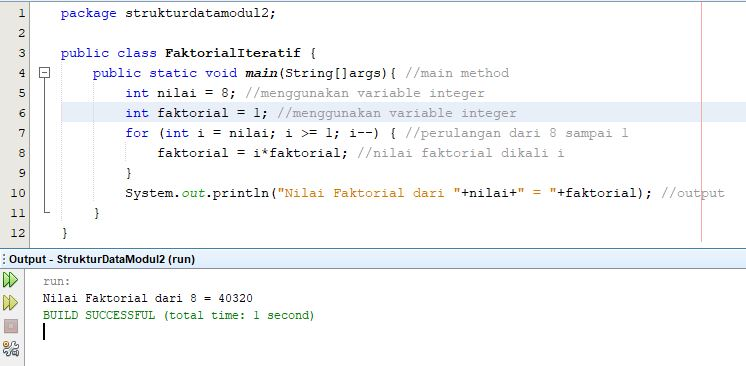 1 package strukturdatamodul2;
2
3 public class FaktorialIteratif {
4 public static void main(String[]args){ //main method
5 int nilai = 8; //menggunakan variable integer
6 int faktorial = 1; //menggunakan variable integer
7 for (int i = nilai; i >= 1; i--) { //perulangan dari 8 sampai 1
8 faktorial = i*faktorial; //nilai faktorial dikali i
9 }
10 System.out.println("Nilai Faktorial dari "+nilai+" = "+faktorial); //output
11 }
12 }
Output - StrukturDataModul2 (run)
run:
Nilai Faktorial dari 8 = 40320
BUILD SUCCESSFUL (total time: 1 second)